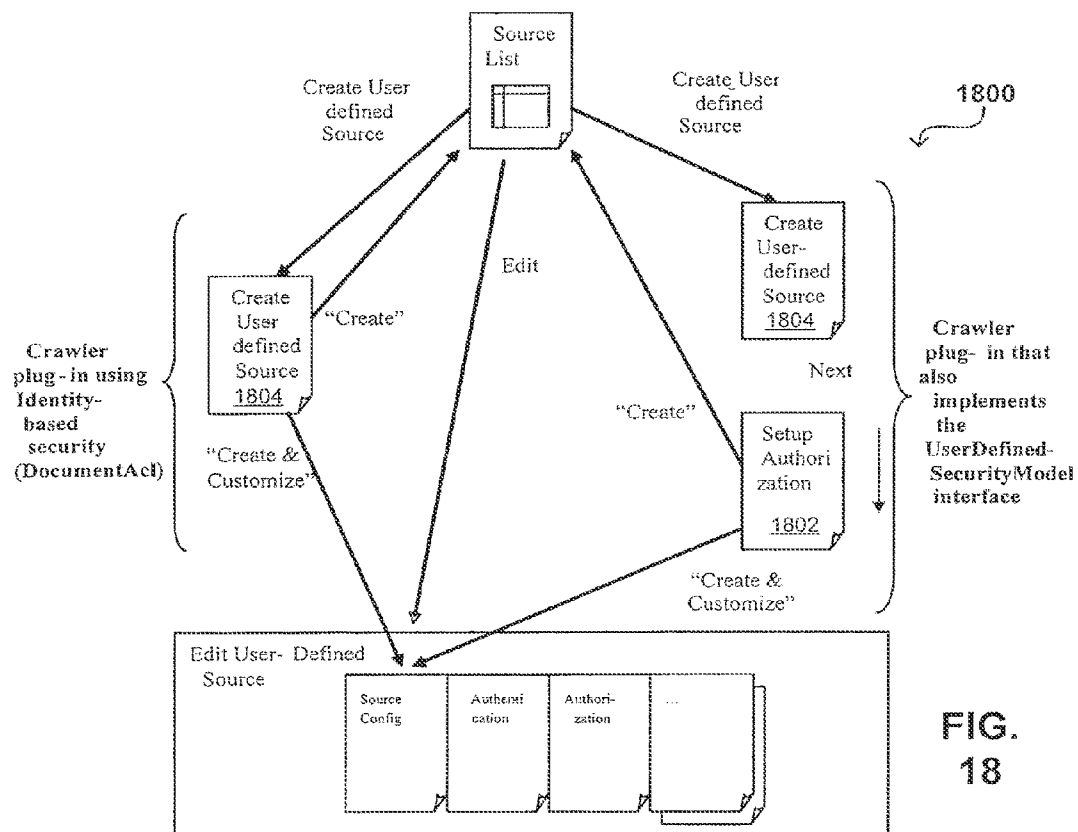 Source
List
Create User
defined
Source
Create User
defined
Source
1800
Create
User-
defined
Source
1804
Edit
Create
User
defined
Source
1804
"Create"
Crawler
plug-in using
Identity-
based
security
(DocumentAcl)
Crawler
plug- in that
also
implements
the
UserDefined-
SecurityModel
interface
Next
"Create"
Setup
Authori
zation
1802
"Create &
Customize"
"Create &
Customize"
Edit User- Defined
Source
Source
Config
Authenti
cation
Authori-
zation
...
FIG.
18